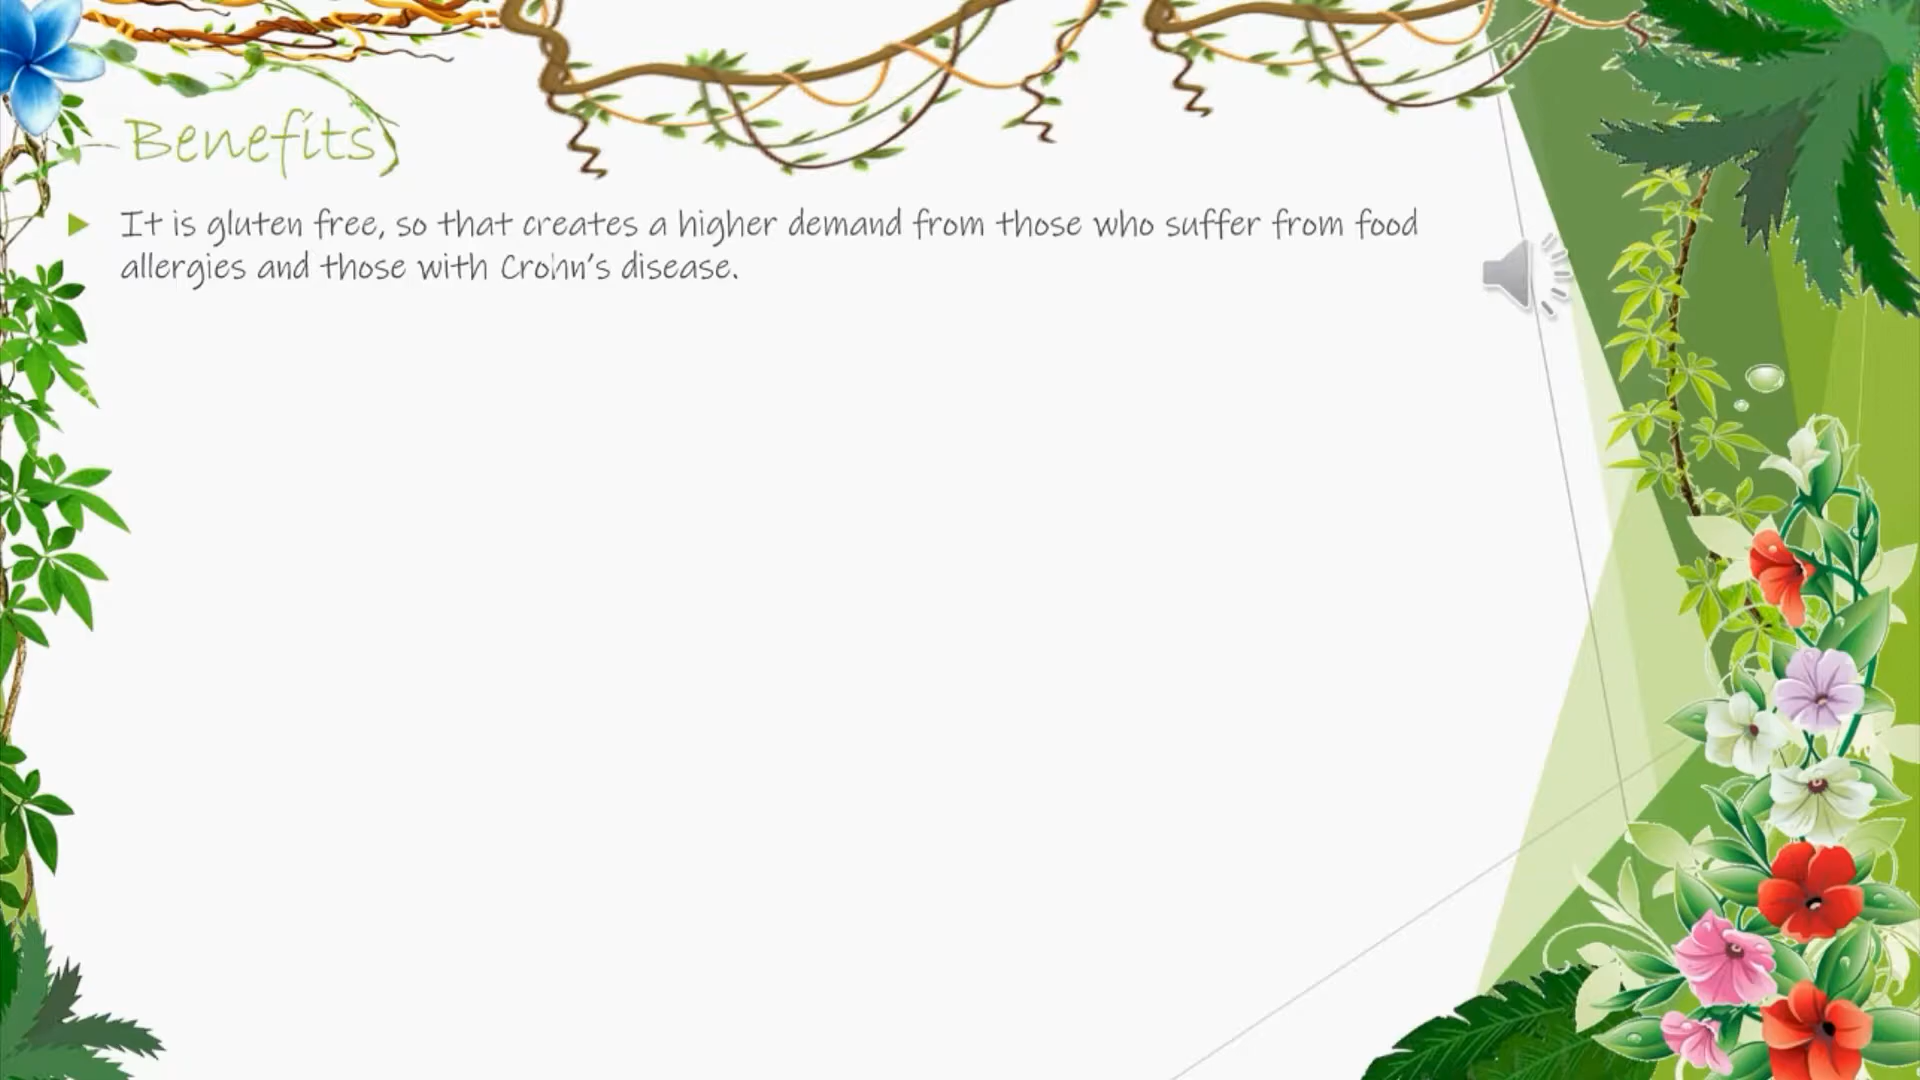 Benefits
It is gluten free, so that creates a higher demand from those who suffer from food
allergies and those with Crohn's disease.